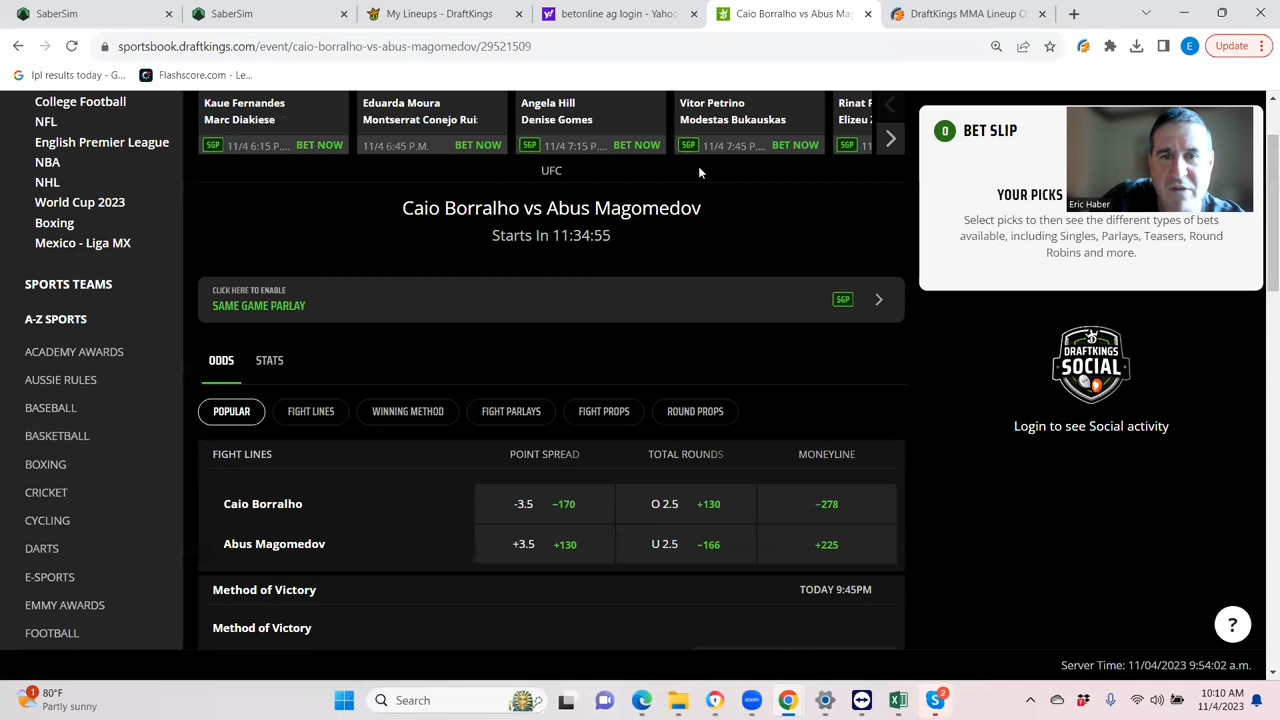 SaberSim
SaberSim
My Lineups - DraftKings
betonline ag login - Yahoo
Caio Borralho vs Abus Ma
DraftKings MMA Lineup O
sportsbook.draftkings.com/event/caio-borralho-vs-abus-magomedov/29521509
E
Update
Ipl results today - G...
Flashscore.com - Le...
College Football
NFL
English Premier League
NBA
NHL
World Cup 2023
Boxing
Mexico - Liga MX
SPORTS TEAMS
A-Z SPORTS
ACADEMY AWARDS
AUSSIE RULES
BASEBALL
BASKETBALL
BOXING
CRICKET
CYCLING
DARTS
E-SPORTS
EMMY AWARDS
FOOTBALL
Kaue Fernandes
Marc Diakiese
SGP 11/4 6:15 P.... BET NOW
Eduarda Moura
Montserrat Conejo Rui
11/4 6:45 P.M. BET NOW
Angela Hill
Denise Gomes
SGP 11/4 7:15 P.... BET NOW
Vitor Petrino
Modestas Bukauskas
SGP 11/4 7:45 P.... BET NOW
Rinat F
Elizeu
SGP 11
UFC
Caio Borralho vs Abus Magomedov
Starts In 11:34:55
CLICK HERE TO ENABLE
SAME GAME PARLAY
SGP
ODDS STATS
POPULAR FIGHT LINES WINNING METHOD FIGHT PARLAYS FIGHT PROPS ROUND PROPS
FIGHT LINES POINT SPREAD TOTAL ROUNDS MONEYLINE
Caio Borralho -3.5 −170 O 2.5 +130 −278
Abus Magomedov +3.5 +130 U 2.5 −166 +225
Method of Victory TODAY 9:45PM
Method of Victory
0 BET SLIP
YOUR PICKS
Select picks to then see the different types of bets
available, including Singles, Parlays, Teasers, Round
Robins and more.
Eric Haber
DRAFTKINGS
SOCIAL
Login to see Social activity
?
Server Time: 11/04/2023 9:54:02 a.m.
1
80°F
Partly sunny
Search
zoom
2
10:10 AM
11/4/2023